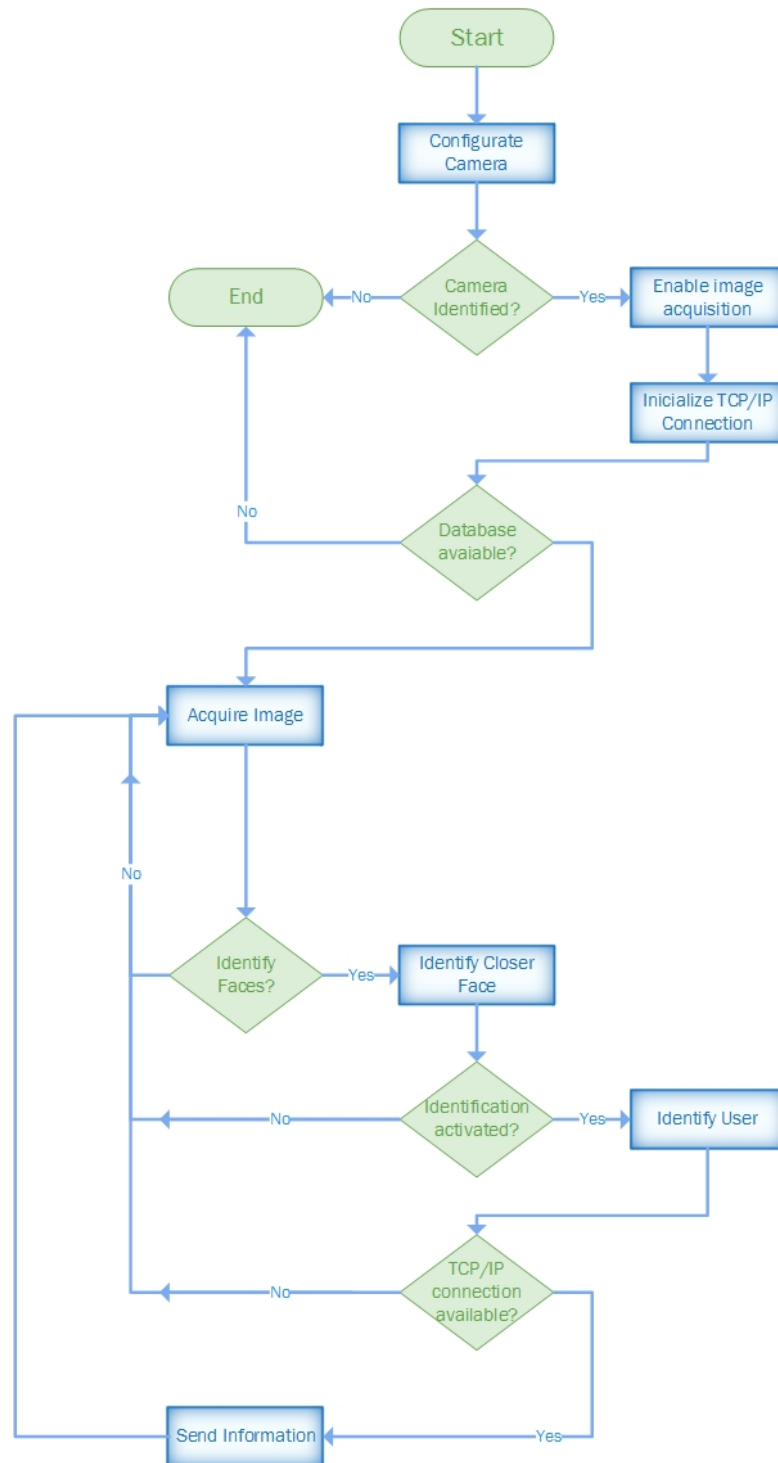 Start
Configurate
Camera
Camera
Identified?
No
End
Yes
Enable image
acquisition
Inicialize TCP/IP
Connection
Database
avaiable?
No
Acquire Image
No
Identify
Faces?
Yes
Identify Closer
Face
Identification
activated?
No
Yes
Identify User
TCP/IP
connection
available?
No
Yes
Send Information